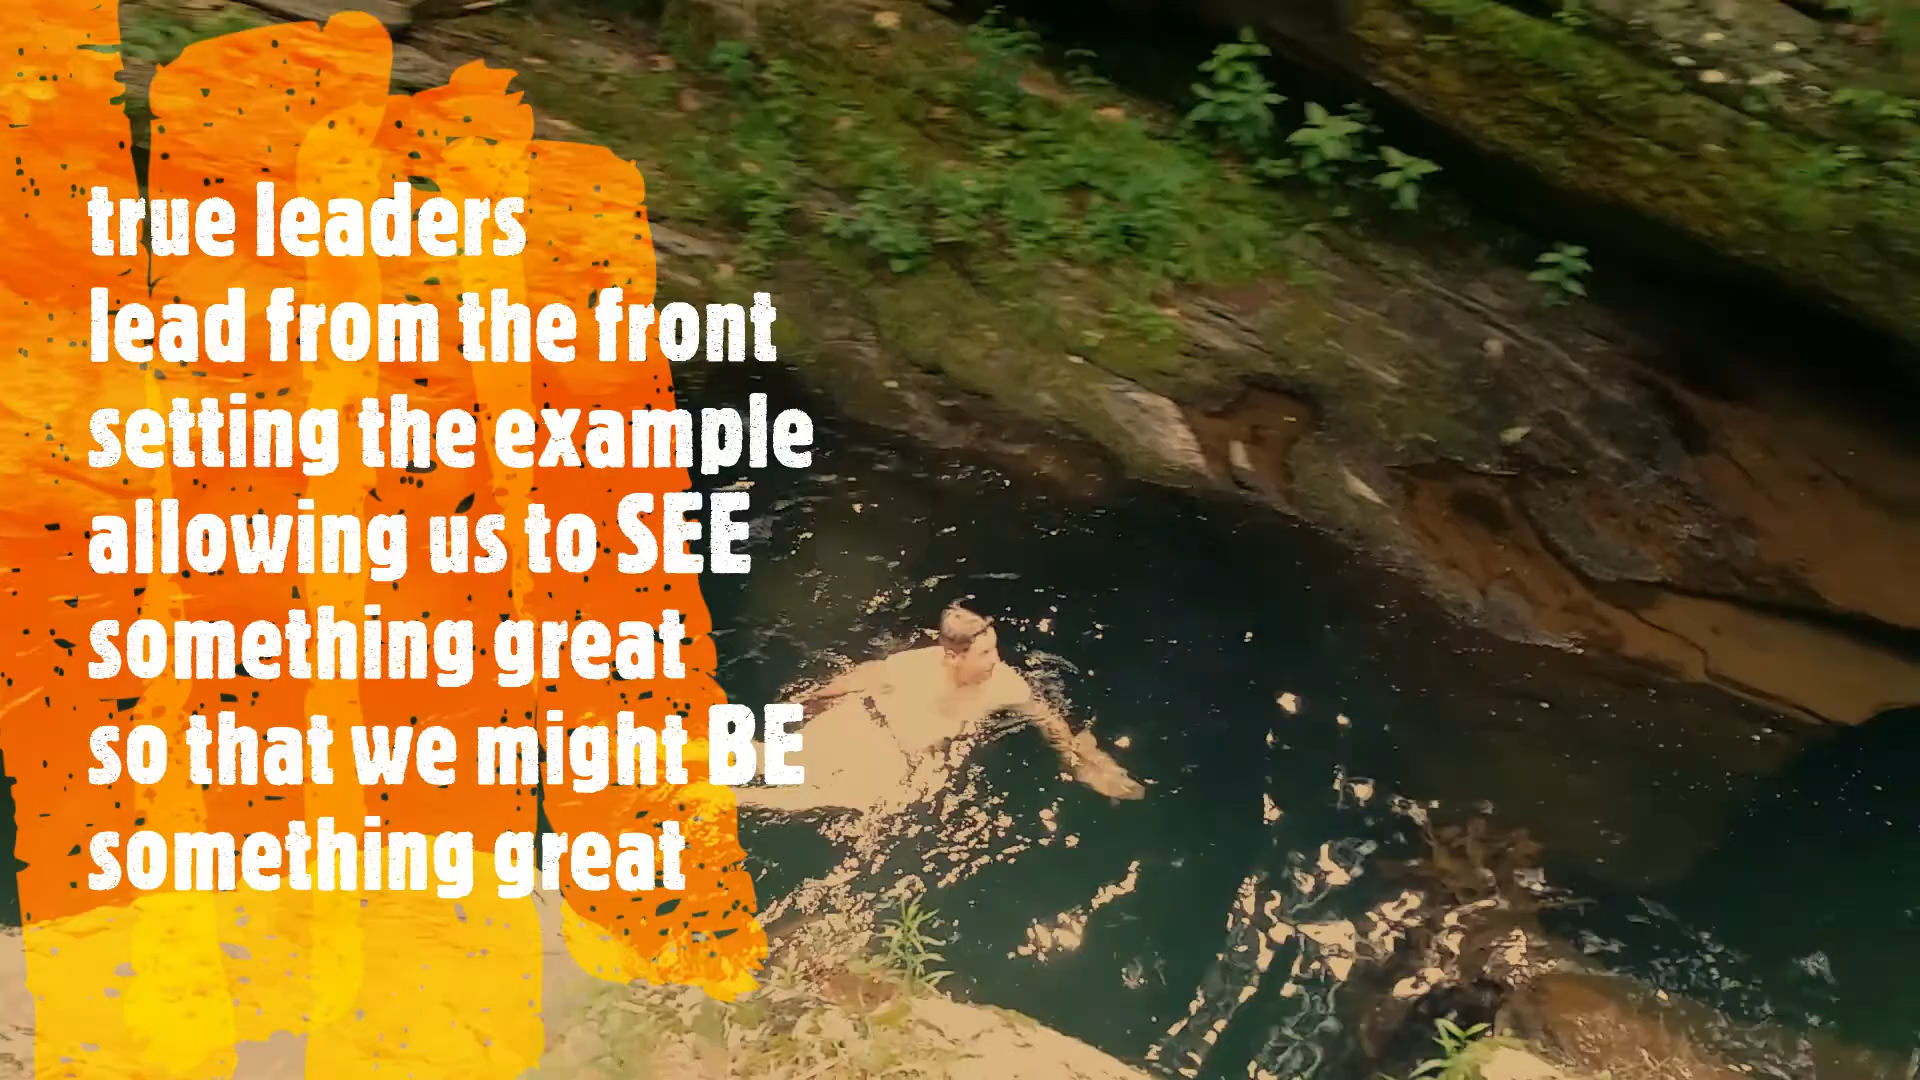 true leaders
lead from the front
setting the example
allowing us to SEE
something great
so that we might BE
something great